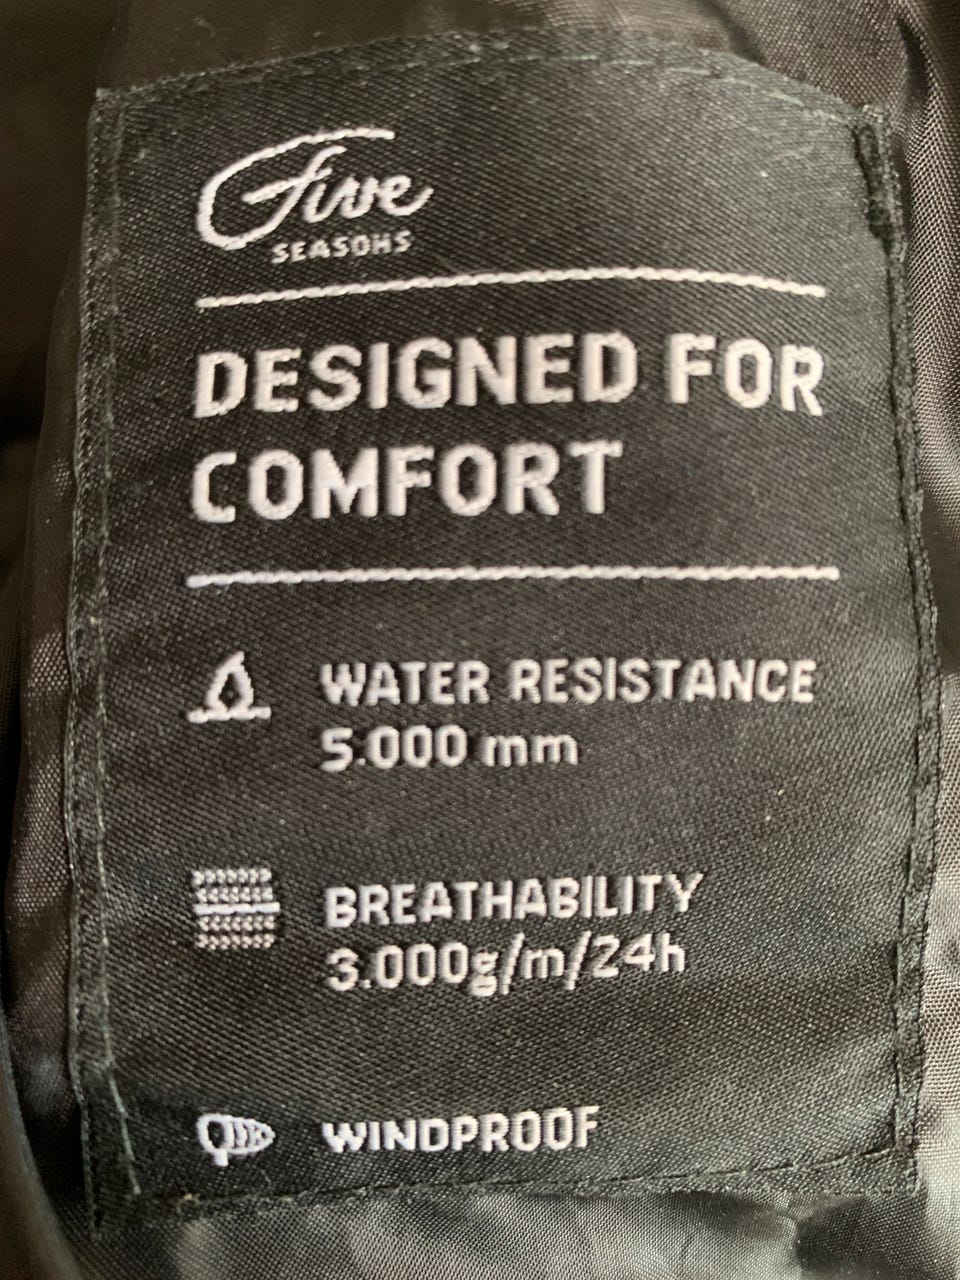 Five
SEASONS
DESIGNED FOR
COMFORT
WATER RESISTANCE
5.000 mm
BREATHABILITY
3.000g/m/24h
WINDPROOF